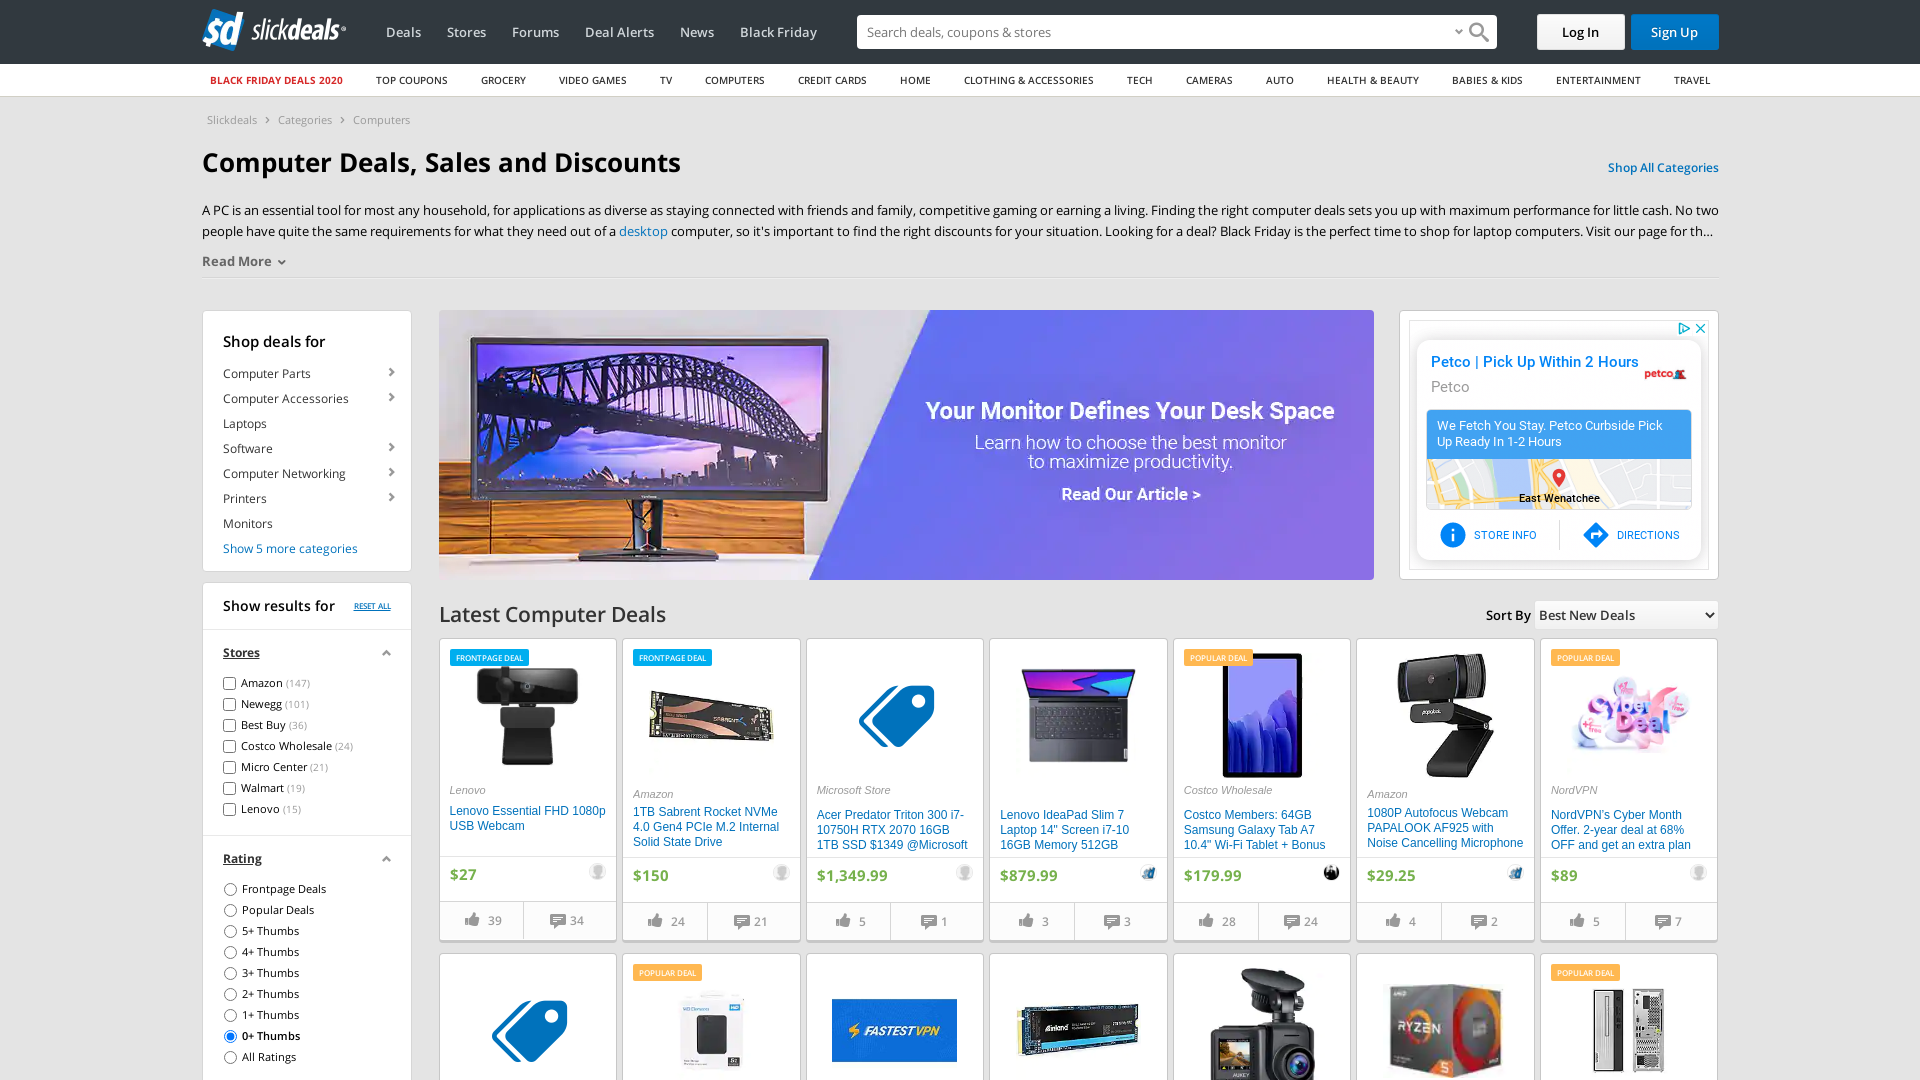 sd slickdeals
Deals
Stores
Forums
Deal Alerts
News
Black Friday
Search deals, coupons & stores
Log In
Sign Up
BLACK FRIDAY DEALS 2020
TOP COUPONS
GROCERY
VIDEO GAMES
TV
COMPUTERS
CREDIT CARDS
HOME
CLOTHING & ACCESSORIES
TECH
CAMERAS
AUTO
HEALTH & BEAUTY
BABIES & KIDS
ENTERTAINMENT
TRAVEL
Slickdeals > Categories > Computers
Computer Deals, Sales and Discounts
Shop All Categories
A PC is an essential tool for most any household, for applications as diverse as staying connected with friends and family, competitive gaming or earning a living. Finding the right computer deals sets you up with maximum performance for little cash. No two
people have quite the same requirements for what they need out of a desktop computer, so it's important to find the right discounts for your situation. Looking for a deal? Black Friday is the perfect time to shop for laptop computers. Visit our page for th...
Read More
Shop deals for
Computer Parts
Computer Accessories
Laptops
Software
Computer Networking
Printers
Monitors
Show 5 more categories
Show results for
RESET ALL
Stores
Amazon (147)
Newegg (101)
Best Buy (36)
Costco Wholesale (24)
Micro Center (21)
Walmart (19)
Lenovo (15)
Rating
Frontpage Deals
Popular Deals
5+ Thumbs
4+ Thumbs
3+ Thumbs
2+ Thumbs
1+ Thumbs
0+ Thumbs
All Ratings
Your Monitor Defines Your Desk Space
Learn how to choose the best monitor
to maximize productivity.
Read Our Article >
Petco | Pick Up Within 2 Hours
Petco
petco
We Fetch You Stay. Petco Curbside Pick
Up Ready In 1-2 Hours
East Wenatchee
STORE INFO
DIRECTIONS
Latest Computer Deals
Sort By
Best New Deals
FRONTPAGE DEAL
Lenovo
Lenovo Essential FHD 1080p
USB Webcam
$27
39
34
FRONTPAGE DEAL
SABRENT
Amazon
1TB Sabrent Rocket NVMe
4.0 Gen4 PCIe M.2 Internal
Solid State Drive
$150
24
21
Microsoft Store
Acer Predator Triton 300 i7-
10750H RTX 2070 16GB
1TB SSD $1349 @Microsoft
$1,349.99
5
1
Lenovo IdeaPad Slim 7
Laptop 14" Screen i7-10
16GB Memory 512GB
$879.99
3
3
POPULAR DEAL
Costco Wholesale
Costco Members: 64GB
Samsung Galaxy Tab A7
10.4" Wi-Fi Tablet + Bonus
$179.99
28
24
papalook
Amazon
1080P Autofocus Webcam
PAPALOOK AF925 with
Noise Cancelling Microphone
$29.25
4
2
POPULAR DEAL
Cyber
Deal
NordVPN
NordVPN's Cyber Month
Offer. 2-year deal at 68%
OFF and get an extra plan
$89
5
7
POPULAR DEAL
WD
FASTESTVPN
inland
AUKEY
AMD
RYZEN
5
POPULAR DEAL